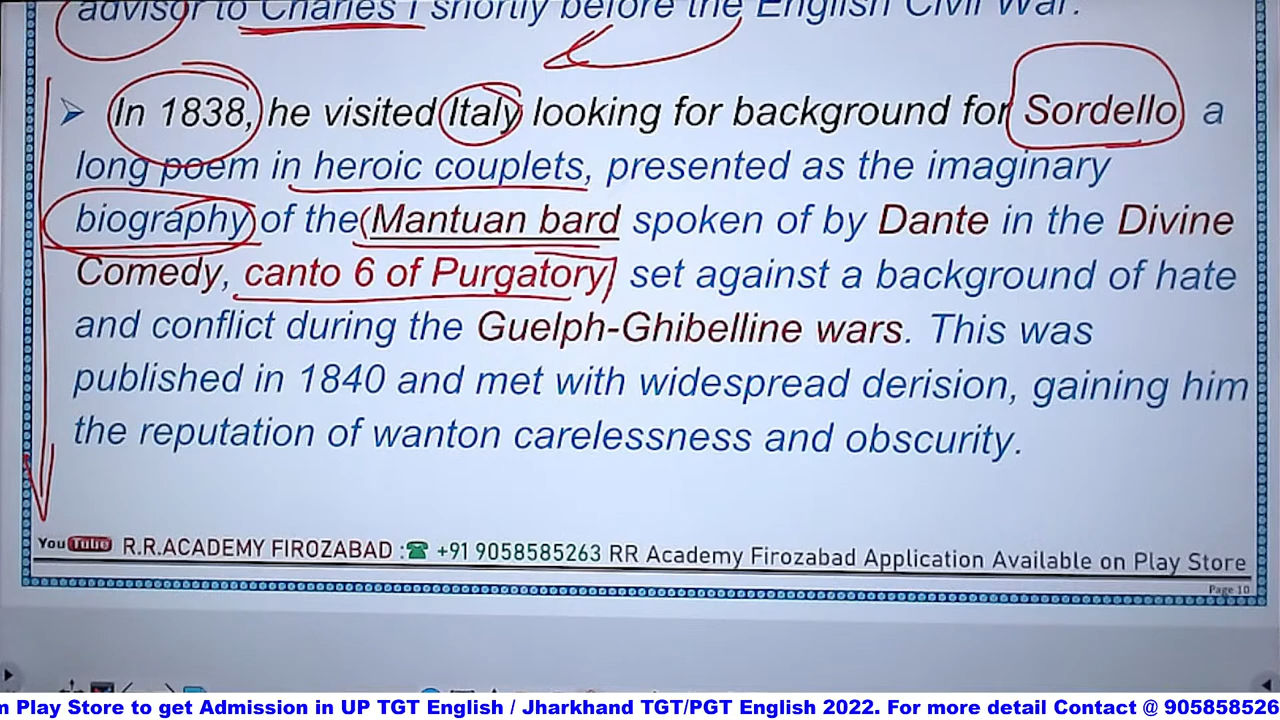 advisor to Charles I shortly before the English Civil War.
In 1838, he visited Italy looking for background for Sordello, a
long poem in heroic couplets, presented as the imaginary
biography of the (Mantuan bard spoken of by Dante in the Divine
Comedy, canto 6 of Purgatory) set against a background of hate
and conflict during the Guelph-Ghibelline wars. This was
published in 1840 and met with widespread derision, gaining him
the reputation of wanton carelessness and obscurity.
YouTube R.R.ACADEMY FIROZABAD :☎ +91 9058585263 RR Academy Firozabad Application Available on Play Store
Page 10
Play Store to get Admission in UP TGT English / Jharkhand TGT/PGT English 2022. For more detail Contact @ 905858526